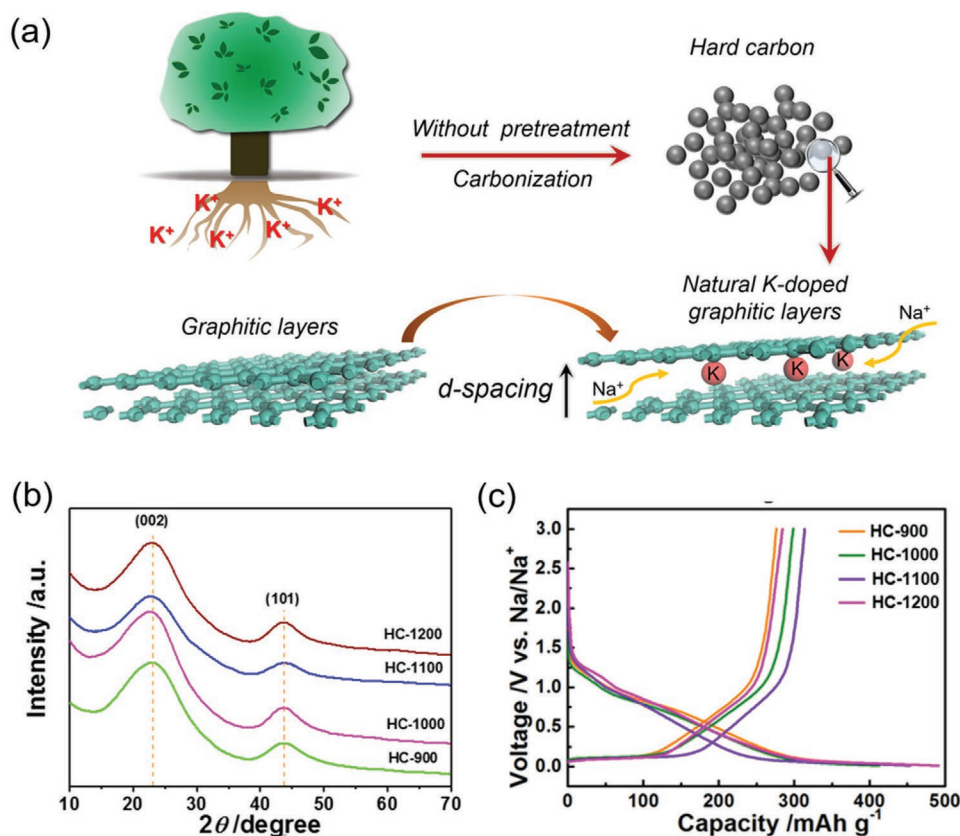 (a)
Hard carbon
Without pretreatment
Carbonization
K+
K+
K+
K+
K+
Natural K-doped
graphitic layers
Graphitic layers
Na+
K
K
K
d-spacing
Na+
(b)
(002)
(101)
HC-1200
HC-1100
HC-1000
HC-900
Intensity /a.u.
10 20 30 40 50 60 70
2θ /degree
(c)
3.0
2.5
2.0
1.5
1.0
0.5
0.0
HC-900
HC-1000
HC-1100
HC-1200
Voltage /V vs. Na/Na+
0 100 200 300 400 500
Capacity /mAh g-1